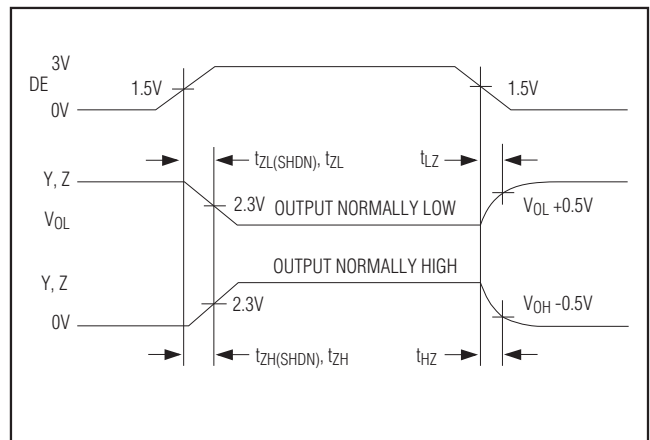 3V
DE
1.5V
1.5V
0V
tZL(SHDN), tZL
tLZ
Y, Z
2.3V
OUTPUT NORMALLY LOW
VOL +0.5V
VOL
OUTPUT NORMALLY HIGH
Y, Z
2.3V
VOH -0.5V
0V
tZH(SHDN), tZH
tHZ